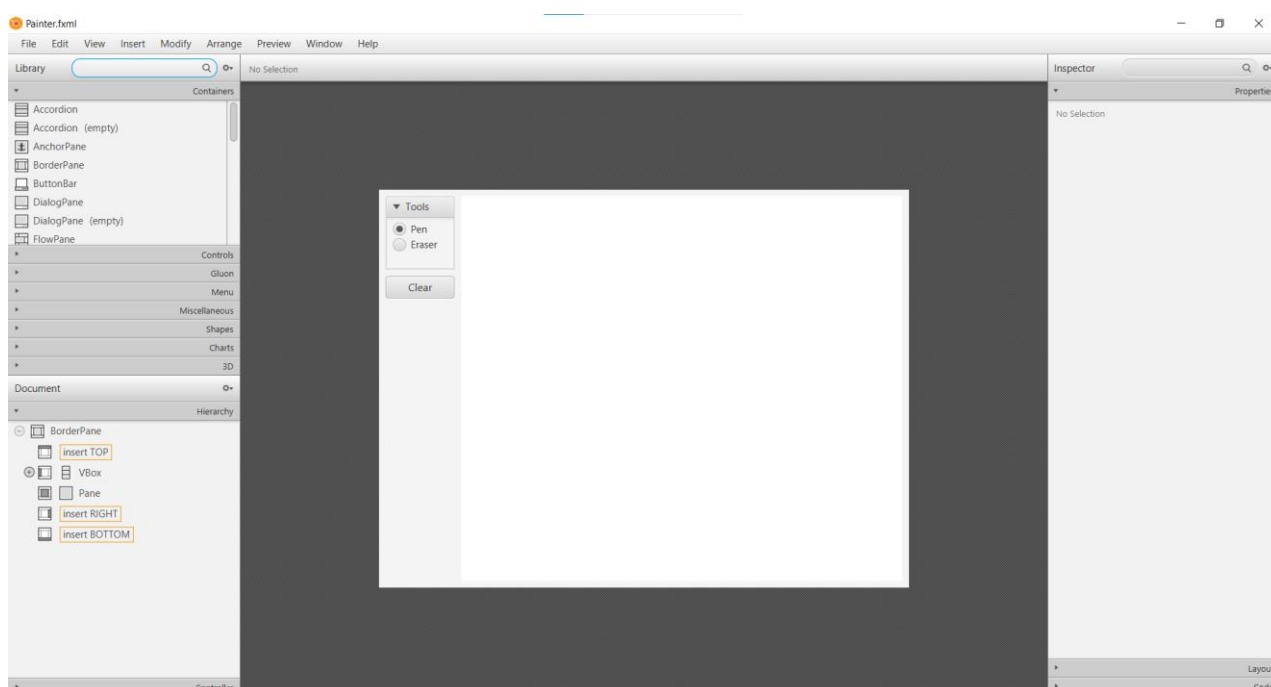 Painter.fxml
File Edit View Insert Modify Arrange Preview Window Help
Library
No Selection
Inspector
Containers
Properties
Accordion
Accordion (empty)
AnchorPane
BorderPane
ButtonBar
DialogPane
DialogPane (empty)
FlowPane
No Selection
Controls
Gluon
Menu
Miscellaneous
Shapes
Charts
3D
Document
Hierarchy
BorderPane
insert TOP
VBox
Pane
insert RIGHT
insert BOTTOM
Tools
Pen
Eraser
Clear
Layou